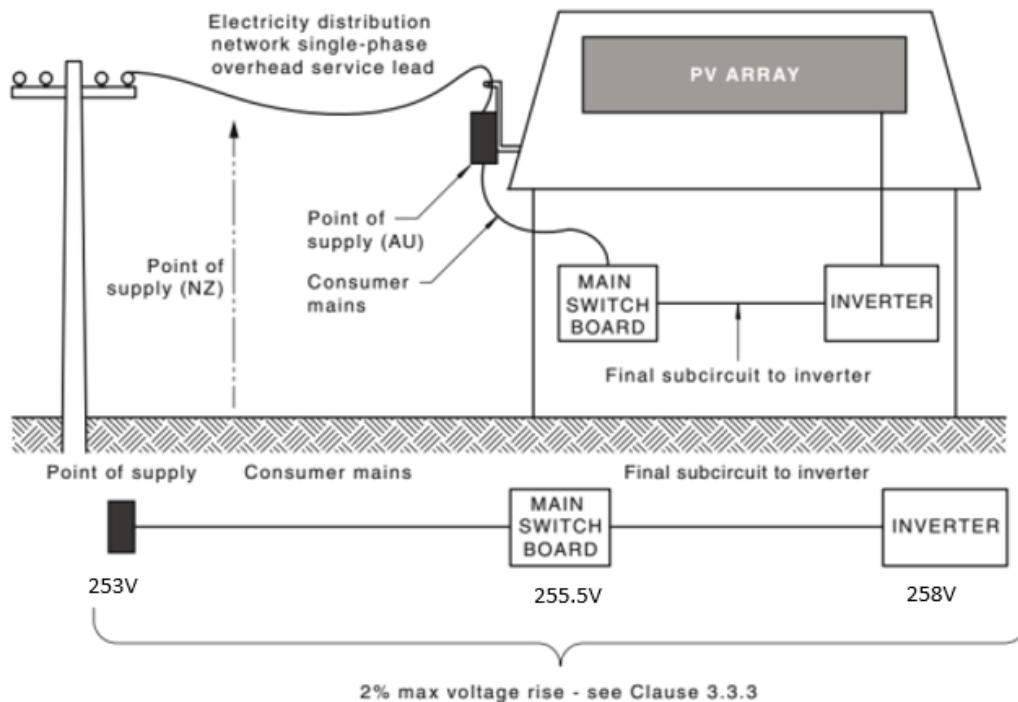 Electricity distribution
network single-phase
overhead service lead
PV ARRAY
Point of
supply (AU)
Point of
supply (NZ)
Consumer
mains
MAIN
SWITCH
BOARD
INVERTER
Final subcircuit to inverter
Point of supply
Consumer mains
Final subcircuit to inverter
MAIN
SWITCH
BOARD
INVERTER
253V
255.5V
258V
2% max voltage rise - see Clause 3.3.3